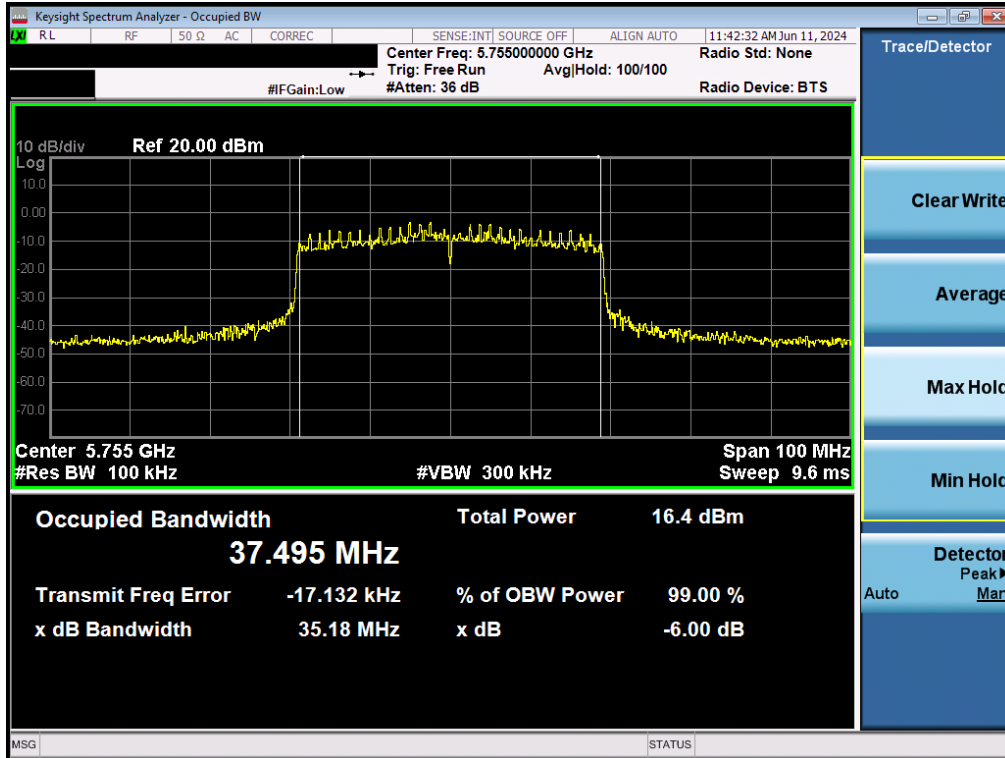 Keysight Spectrum Analyzer - Occupied BW
LXI RL RF 50 Ω AC CORREC SENSE:INT SOURCE OFF ALIGN AUTO 11:42:32 AM Jun 11, 2024
Center Freq: 5.755000000 GHz Radio Std: None
Trig: Free Run Avg|Hold: 100/100
#IFGain:Low #Atten: 36 dB Radio Device: BTS
Trace/Detector
10 dB/div Ref 20.00 dBm
Log
10.0
0.00
-10.0
-20.0
-30.0
-40.0
-50.0
-60.0
-70.0
Center 5.755 GHz Span 100 MHz
#Res BW 100 kHz #VBW 300 kHz Sweep 9.6 ms
Occupied Bandwidth Total Power 16.4 dBm
37.495 MHz
Transmit Freq Error -17.132 kHz % of OBW Power 99.00 %
x dB Bandwidth 35.18 MHz x dB -6.00 dB
Clear Write
Average
Max Hold
Min Hold
Detector
Peak
Auto Man
MSG STATUS